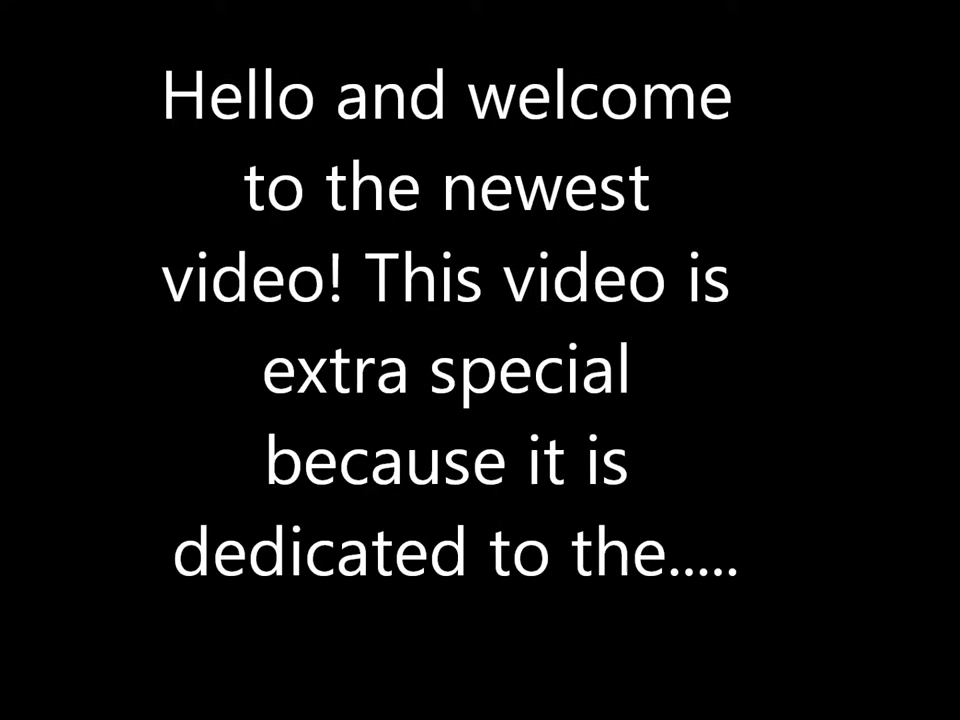 Hello and welcome
to the newest
video! This video is
extra special
because it is
dedicated to the.....